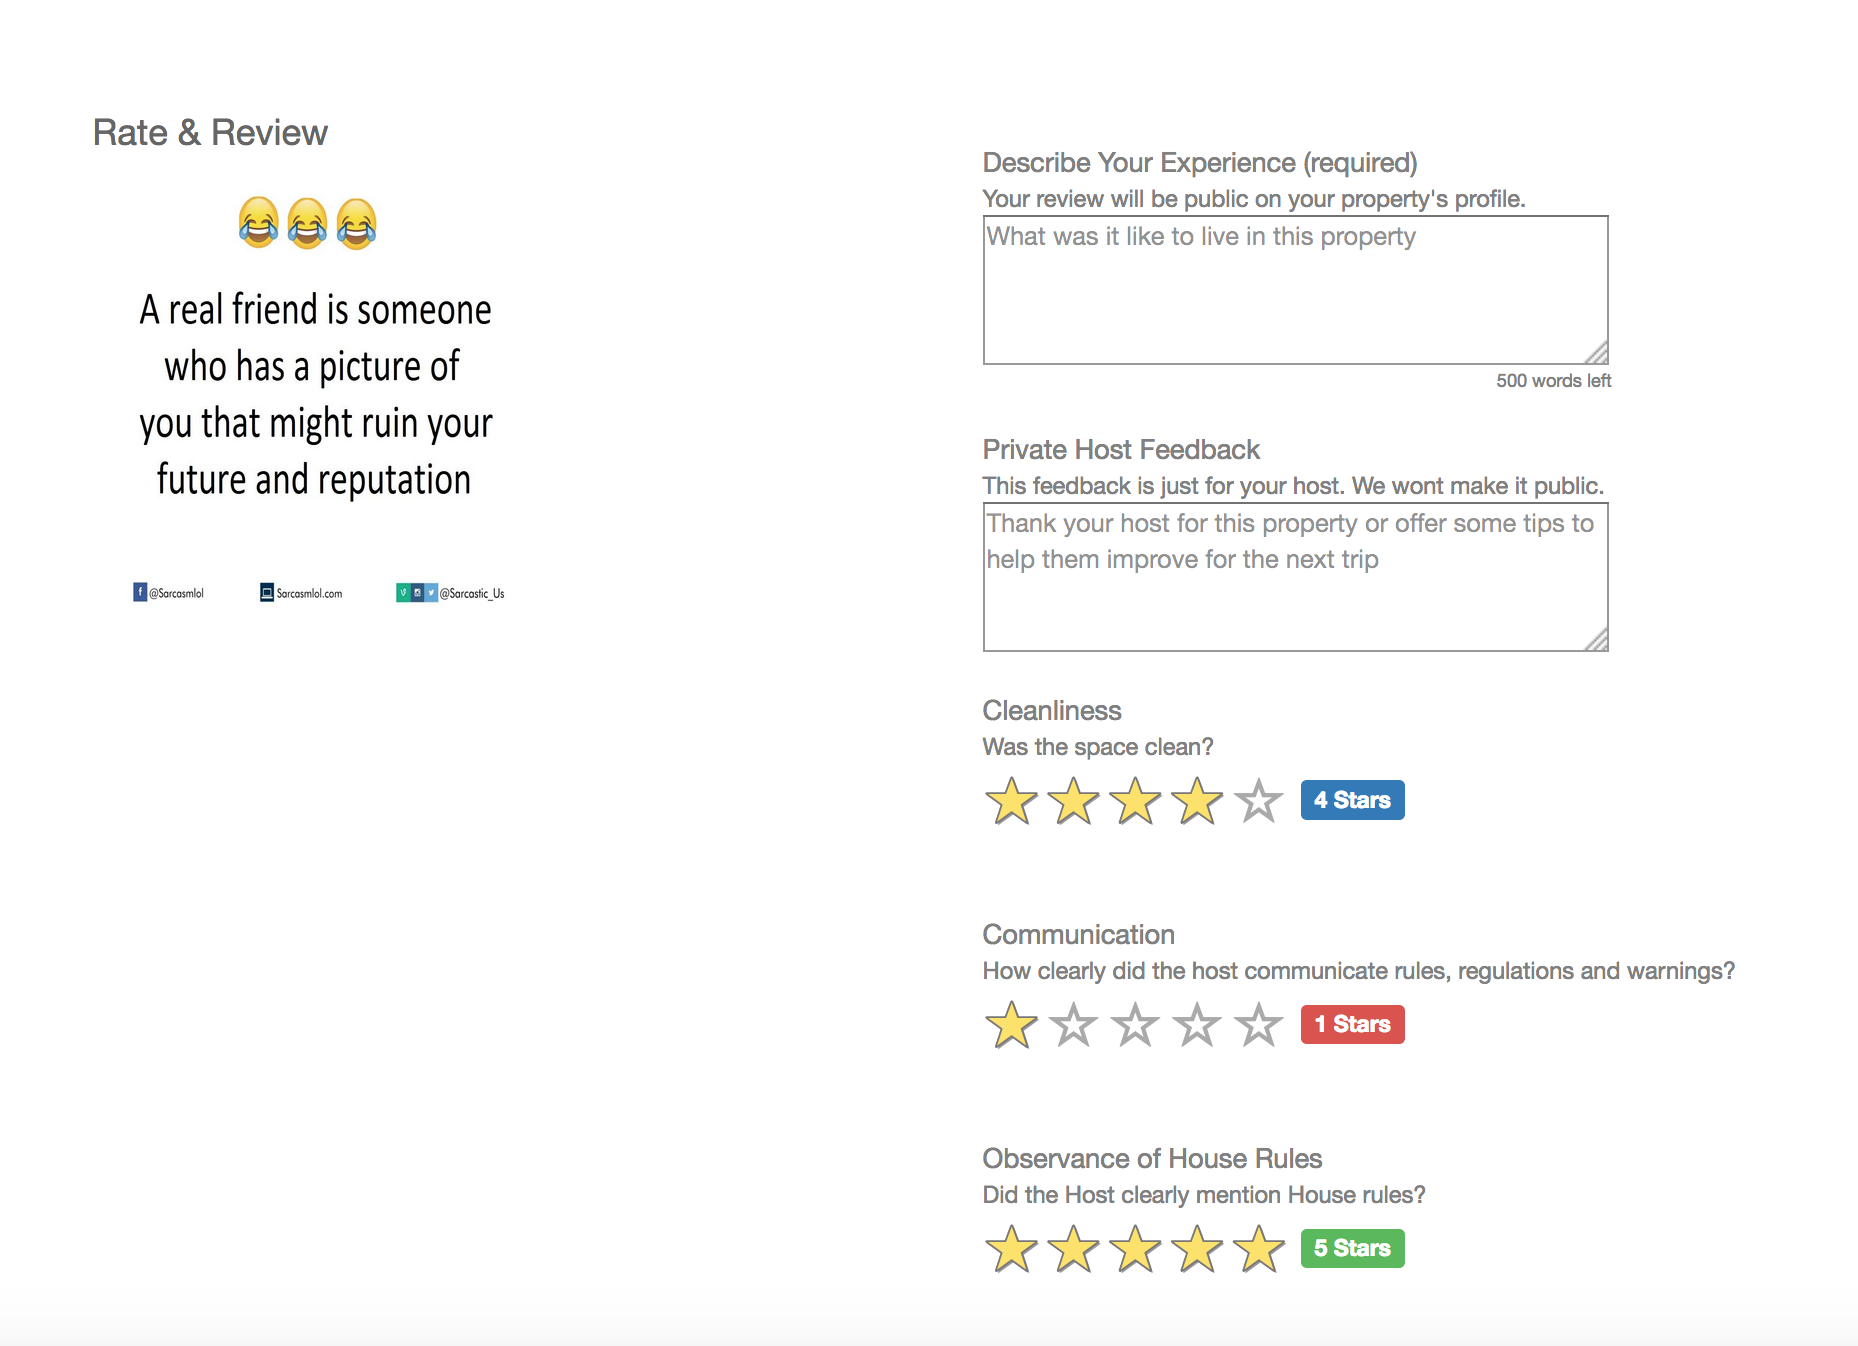 Rate & Review
A real friend is someone
who has a picture of
you that might ruin your
future and reputation
@Sarcasmlol
Sarcasmlol.com
@Sarcastic_Us
Describe Your Experience (required)
Your review will be public on your property's profile.
What was it like to live in this property
500 words left
Private Host Feedback
This feedback is just for your host. We wont make it public.
Thank your host for this property or offer some tips to
help them improve for the next trip
Cleanliness
Was the space clean?
4 Stars
Communication
How clearly did the host communicate rules, regulations and warnings?
1 Stars
Observance of House Rules
Did the Host clearly mention House rules?
5 Stars